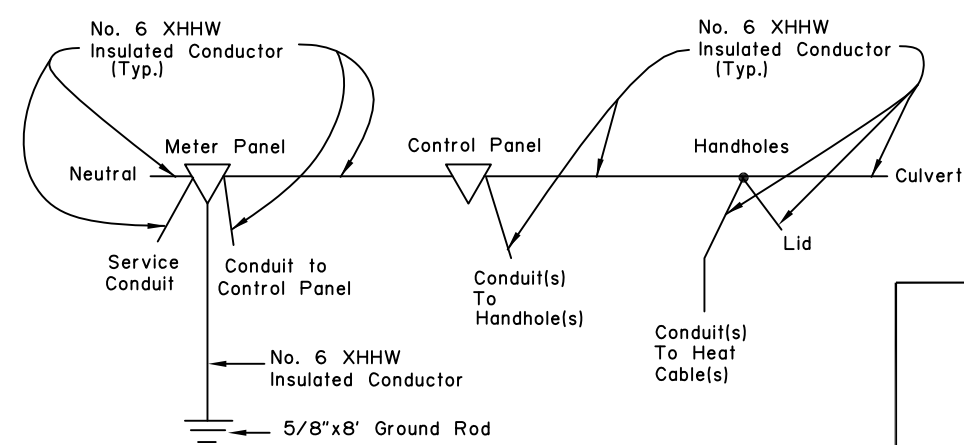 No. 6 XHHW
Insulated Conductor
(Typ.)
No. 6 XHHW
Insulated Conductor
(Typ.)
Meter Panel
Control Panel
Handholes
Neutral
Culvert
Service
Conduit
Conduit to
Control Panel
Conduit(s)
To
Handhole(s)
Lid
Conduit(s)
To Heat
Cable(s)
No. 6 XHHW
Insulated Conductor
5/8"x8' Ground Rod